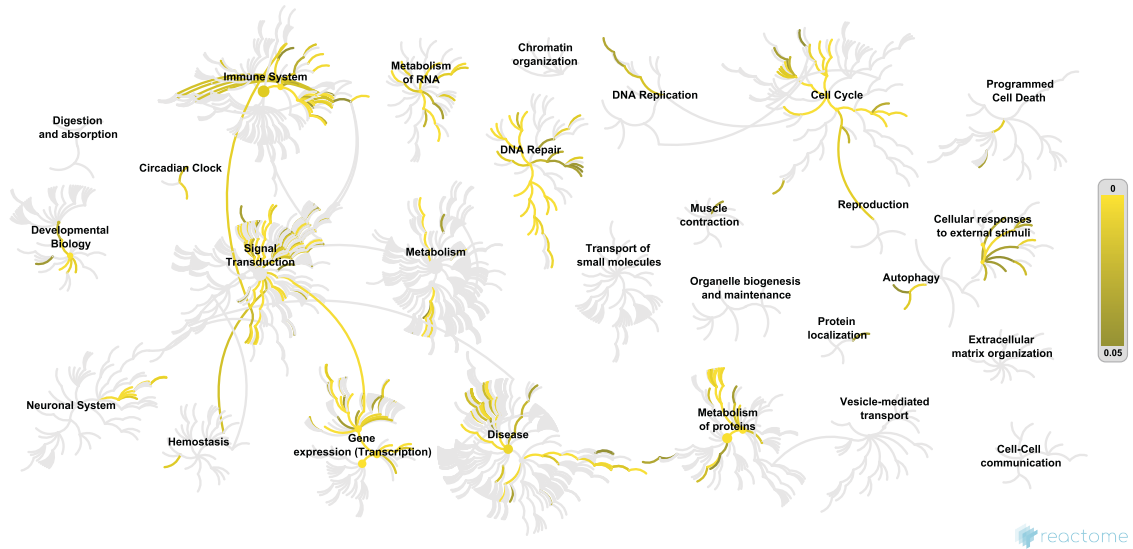 Immune System
Metabolism
of RNA
Chromatin
organization
DNA Replication
Cell Cycle
Programmed
Cell Death
Digestion
and absorption
Circadian Clock
DNA Repair
Developmental
Biology
Signal
Transduction
Metabolism
Transport of
small molecules
Muscle
contraction
Reproduction
Cellular responses
to external stimuli
Organelle biogenesis
and maintenance
Autophagy
Protein
localization
Extracellular
matrix organization
0
0.05
Neuronal System
Hemostasis
Gene
expression (Transcription)
Disease
Metabolism
of proteins
Vesicle-mediated
transport
Cell-Cell
communication
reactome